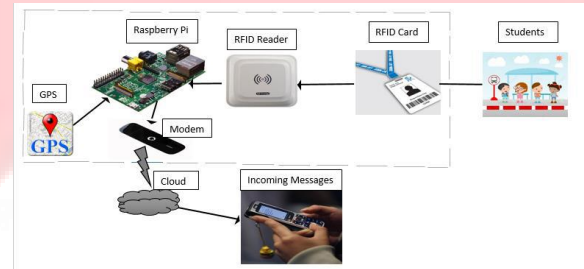 Raspberry Pi
RFID Reader
RFID Card
Students
GPS
GPS
Modem
Cloud
Incoming Messages